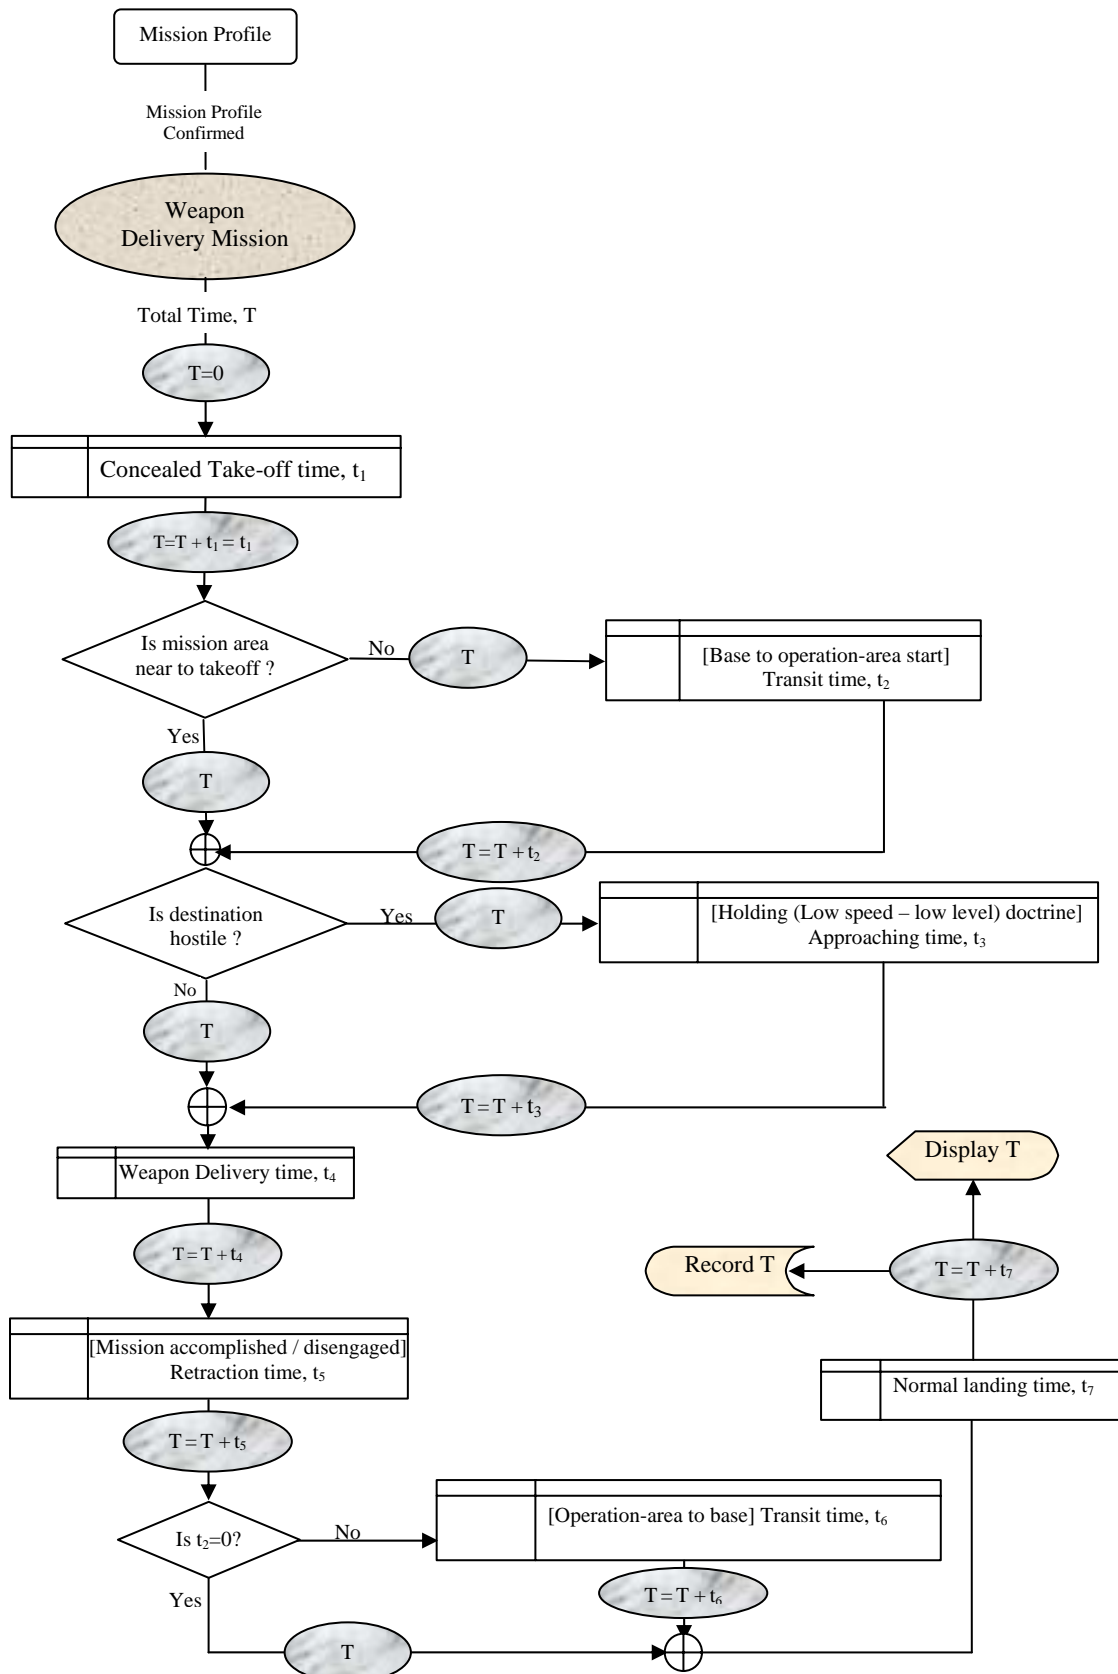 Mission Profile
Mission Profile
Confirmed
Weapon
Delivery Mission
Total Time, T
T=0
Concealed Take-off time, t₁
T=T + t₁ = t₁
Is mission area
near to takeoff ?
No
T
[Base to operation-area start]
Transit time, t₂
Yes
T
T = T + t₂
Is destination
hostile ?
Yes
T
[Holding (Low speed – low level) doctrine]
Approaching time, t₃
No
T
T = T + t₃
Weapon Delivery time, t₄
Display T
T = T + t₄
Record T
T = T + t₇
[Mission accomplished / disengaged]
Retraction time, t₅
Normal landing time, t₇
T = T + t₅
Is t₂=0?
No
[Operation-area to base] Transit time, t₆
T = T + t₆
Yes
T